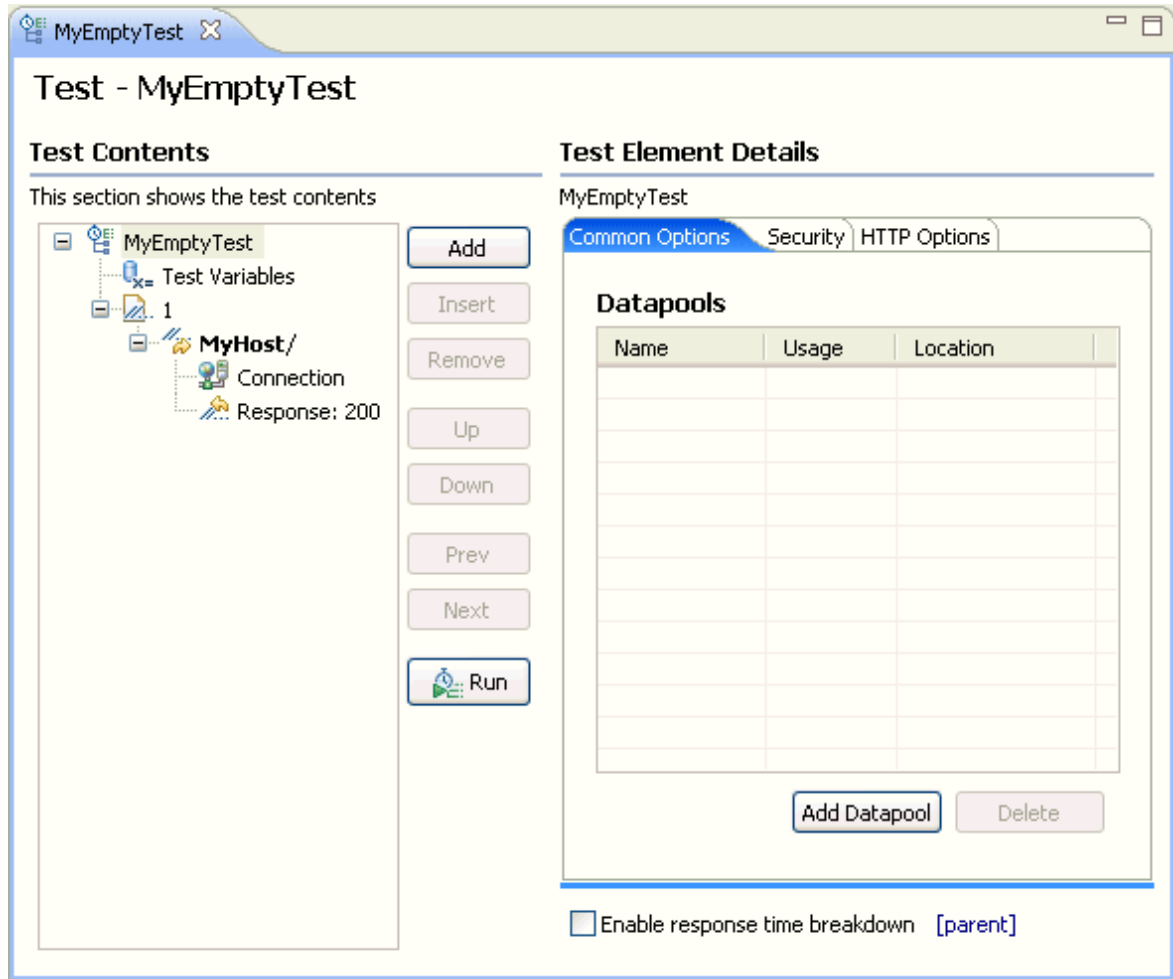 MyEmptyTest
Test - MyEmptyTest
Test Contents
This section shows the test contents
MyEmptyTest
Test Variables
1
MyHost/
Connection
Response: 200
Add
Insert
Remove
Up
Down
Prev
Next
Run
Test Element Details
MyEmptyTest
Common Options Security HTTP Options
Datapools
Name Usage Location
Add Datapool Delete
Enable response time breakdown [parent]